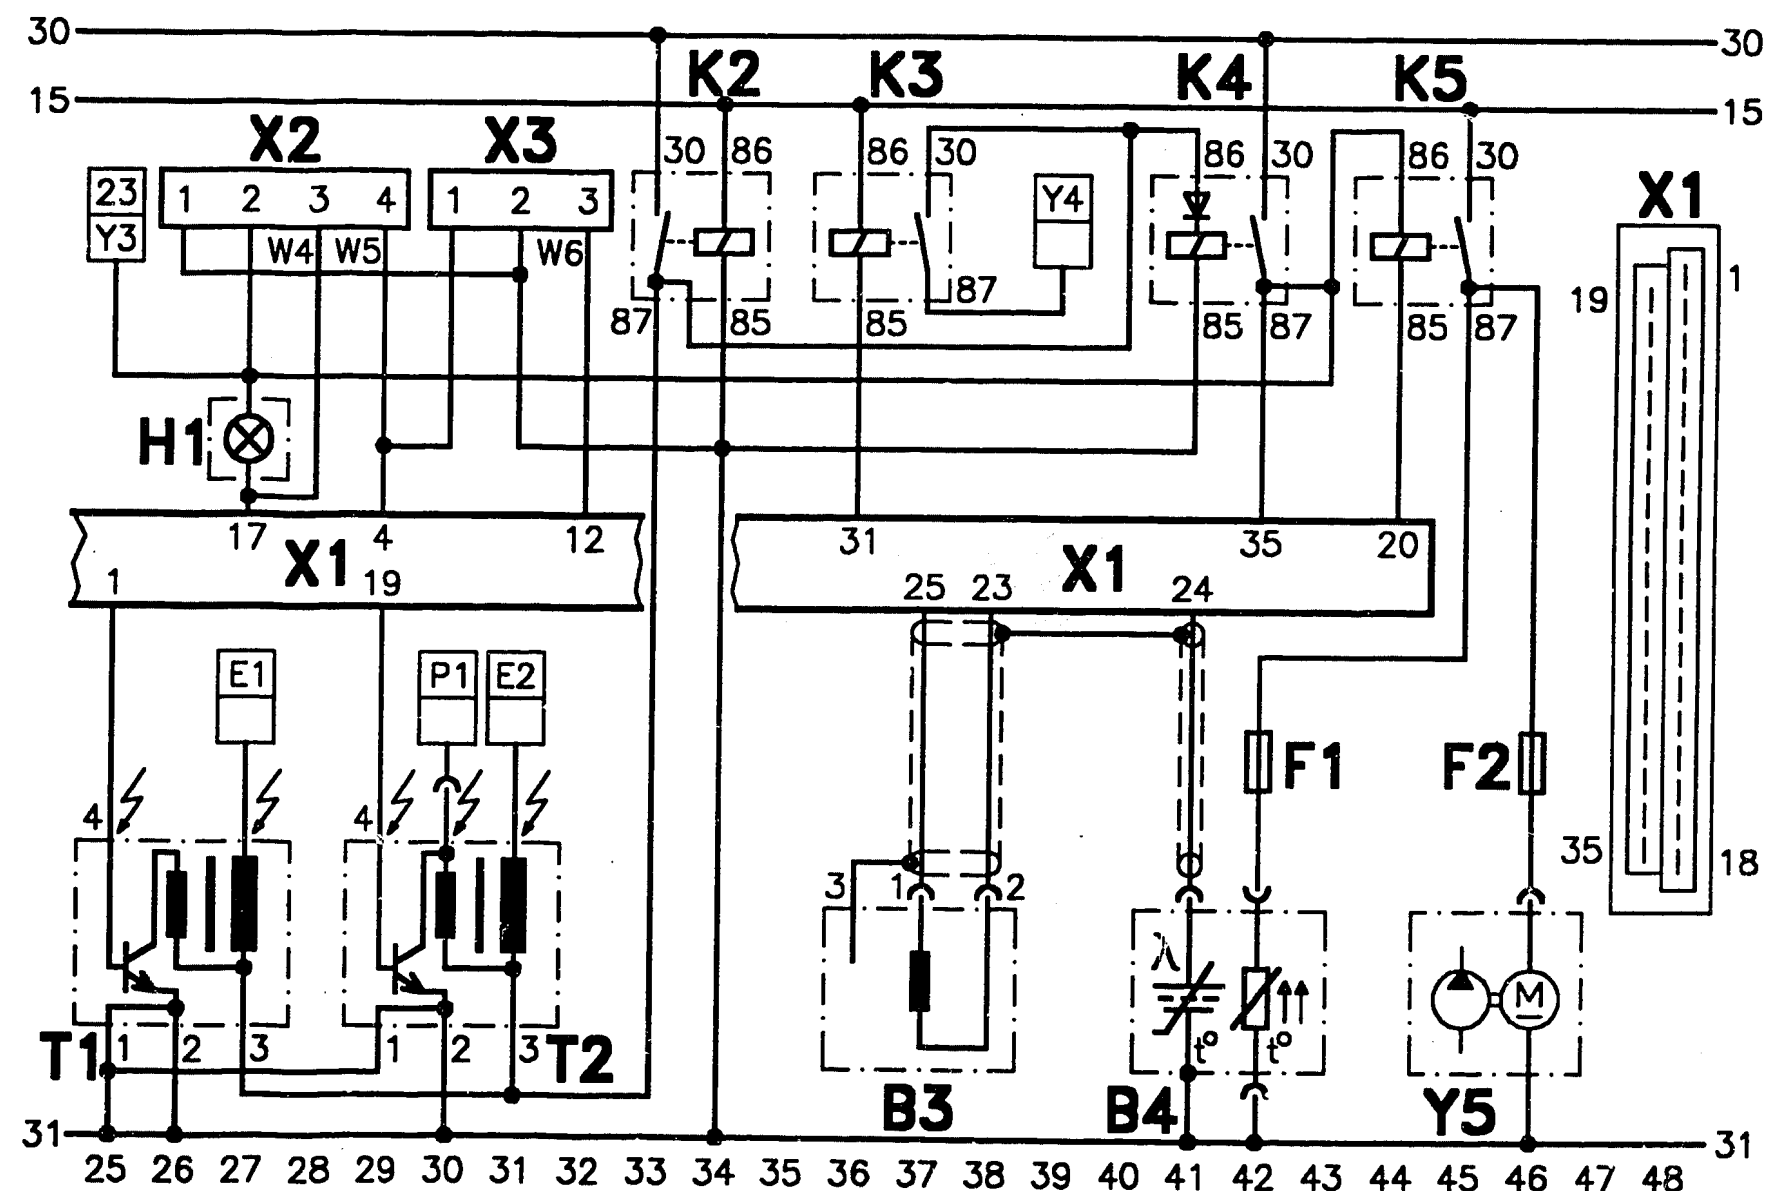 30 30
K2 K3 K4 K5
15 15
X2 X3
30 86 86 30 86 30 86 30
23 1 2 3 4 1 2 3 Y4 X1
Y3 W4 W5 W6
19 1
87 85 85 87 85 87 85 87
H1
17 4 12 31 35 20
1 X1 19 25 23 X1 24
E1 P1 E2
F1 F2
4 4
35 18
3 1 2
λ
M
t° t°
T1 1 2 3 1 2 3 T2
B3 B4 Y5
31 31
25 26 27 28 29 30 31 32 33 34 35 36 37 38 39 40 41 42 43 44 45 46 47 48